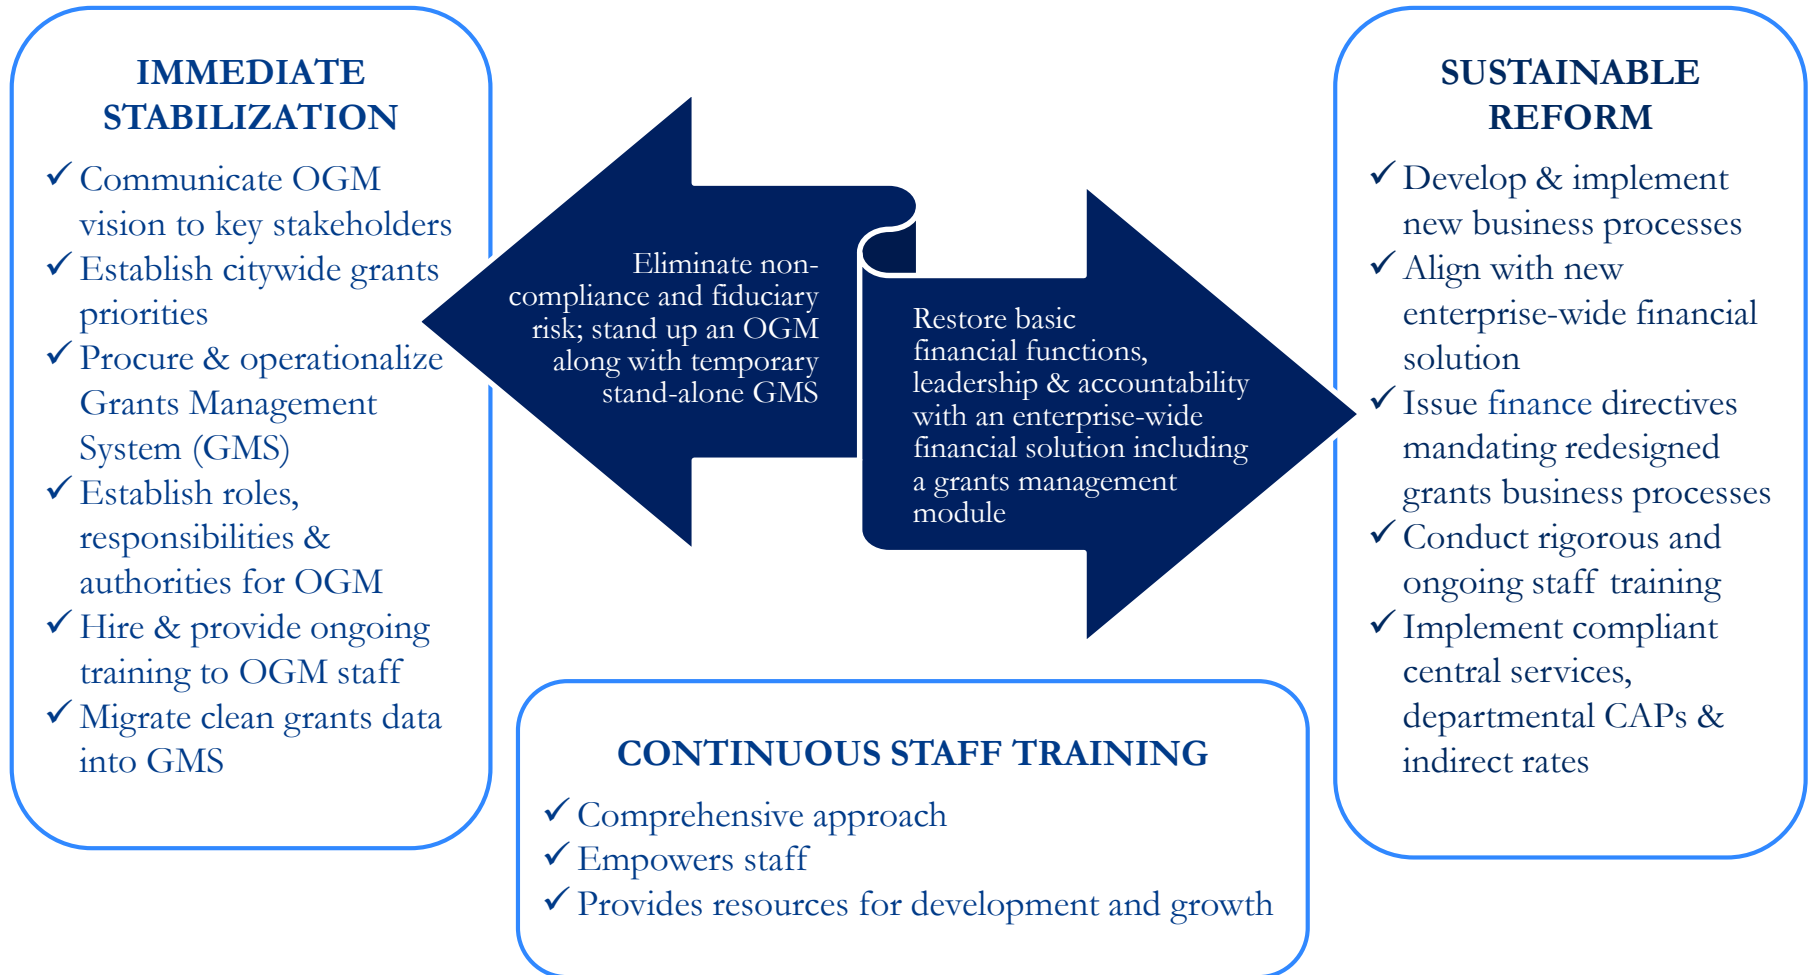 IMMEDIATE
STABILIZATION
✓ Communicate OGM
vision to key stakeholders
✓ Establish citywide grants
priorities
✓ Procure & operationalize
Grants Management
System (GMS)
✓ Establish roles,
responsibilities &
authorities for OGM
✓ Hire & provide ongoing
training to OGM staff
✓ Migrate clean grants data
into GMS
Eliminate non-
compliance and fiduciary
risk; stand up an OGM
along with temporary
stand-alone GMS
Restore basic
financial functions,
leadership & accountability
with an enterprise-wide
financial solution including
a grants management
module
SUSTAINABLE
REFORM
✓ Develop & implement
new business processes
✓ Align with new
enterprise-wide financial
solution
✓ Issue finance directives
mandating redesigned
grants business processes
✓ Conduct rigorous and
ongoing staff training
✓ Implement compliant
central services,
departmental CAPs &
indirect rates
CONTINUOUS STAFF TRAINING
✓ Comprehensive approach
✓ Empowers staff
✓ Provides resources for development and growth